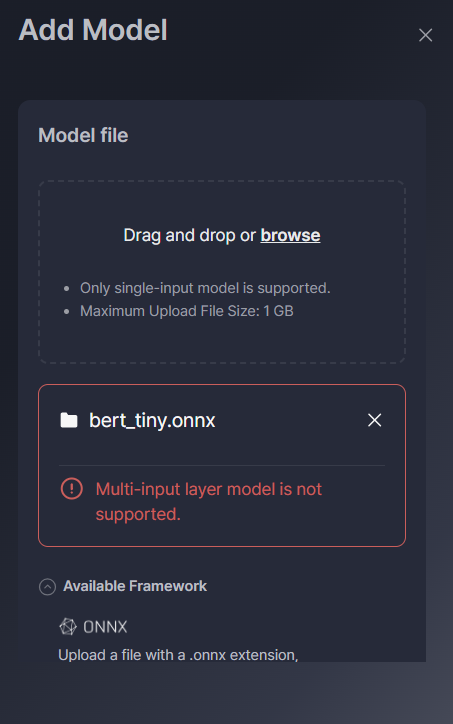 Add Model
Model file
Drag and drop or browse
Only single-input model is supported.
Maximum Upload File Size: 1 GB
bert_tiny.onnx
Multi-input layer model is not
supported.
Available Framework
ONNX
Upload a file with a .onnx extension,